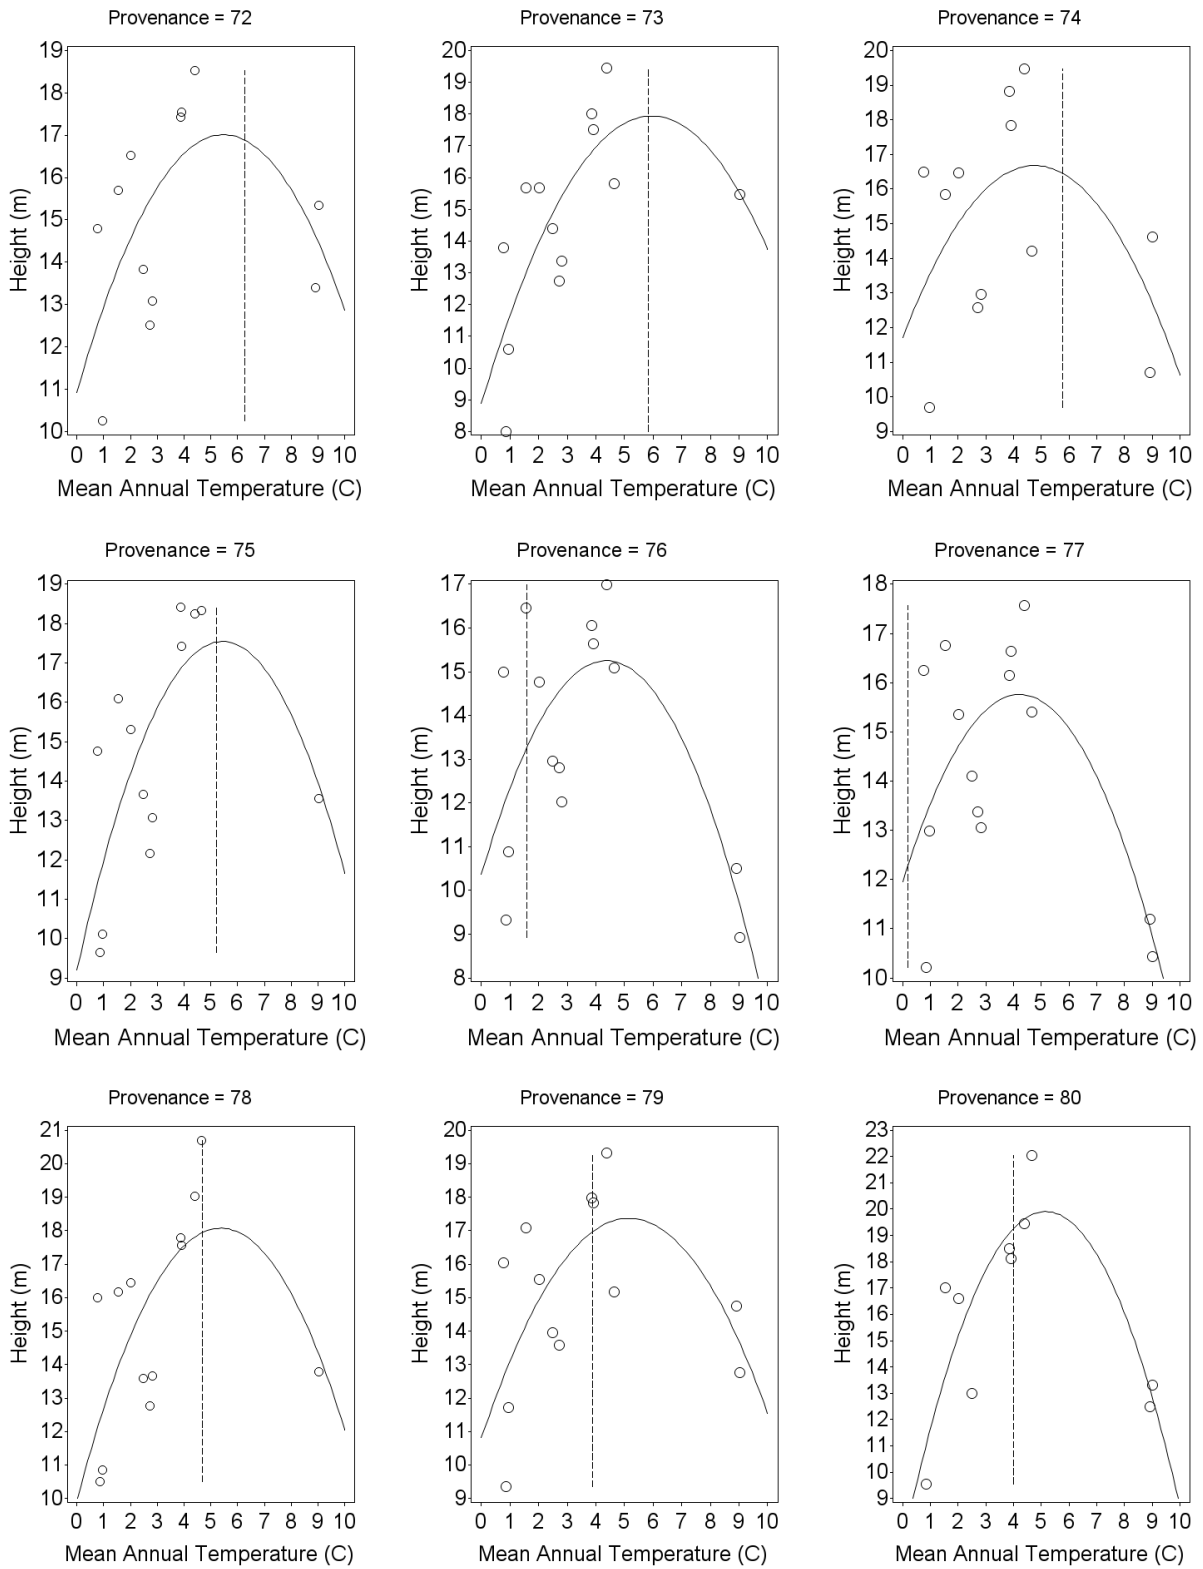 Provenance = 72
Provenance = 73
Provenance = 74
Height (m)
19
18
17
16
15
14
13
12
11
10
0 1 2 3 4 5 6 7 8 9 10
Mean Annual Temperature (C)
Height (m)
20
19
18
17
16
15
14
13
12
11
10
9
8
0 1 2 3 4 5 6 7 8 9 10
Mean Annual Temperature (C)
Height (m)
20
19
18
17
16
15
14
13
12
11
10
9
0 1 2 3 4 5 6 7 8 9 10
Mean Annual Temperature (C)
Provenance = 75
Provenance = 76
Provenance = 77
Height (m)
19
18
17
16
15
14
13
12
11
10
9
0 1 2 3 4 5 6 7 8 9 10
Mean Annual Temperature (C)
Height (m)
17
16
15
14
13
12
11
10
9
8
0 1 2 3 4 5 6 7 8 9 10
Mean Annual Temperature (C)
Height (m)
18
17
16
15
14
13
12
11
10
0 1 2 3 4 5 6 7 8 9 10
Mean Annual Temperature (C)
Provenance = 78
Provenance = 79
Provenance = 80
Height (m)
21
20
19
18
17
16
15
14
13
12
11
10
0 1 2 3 4 5 6 7 8 9 10
Mean Annual Temperature (C)
Height (m)
20
19
18
17
16
15
14
13
12
11
10
9
0 1 2 3 4 5 6 7 8 9 10
Mean Annual Temperature (C)
Height (m)
23
22
21
20
19
18
17
16
15
14
13
12
11
10
9
0 1 2 3 4 5 6 7 8 9 10
Mean Annual Temperature (C)